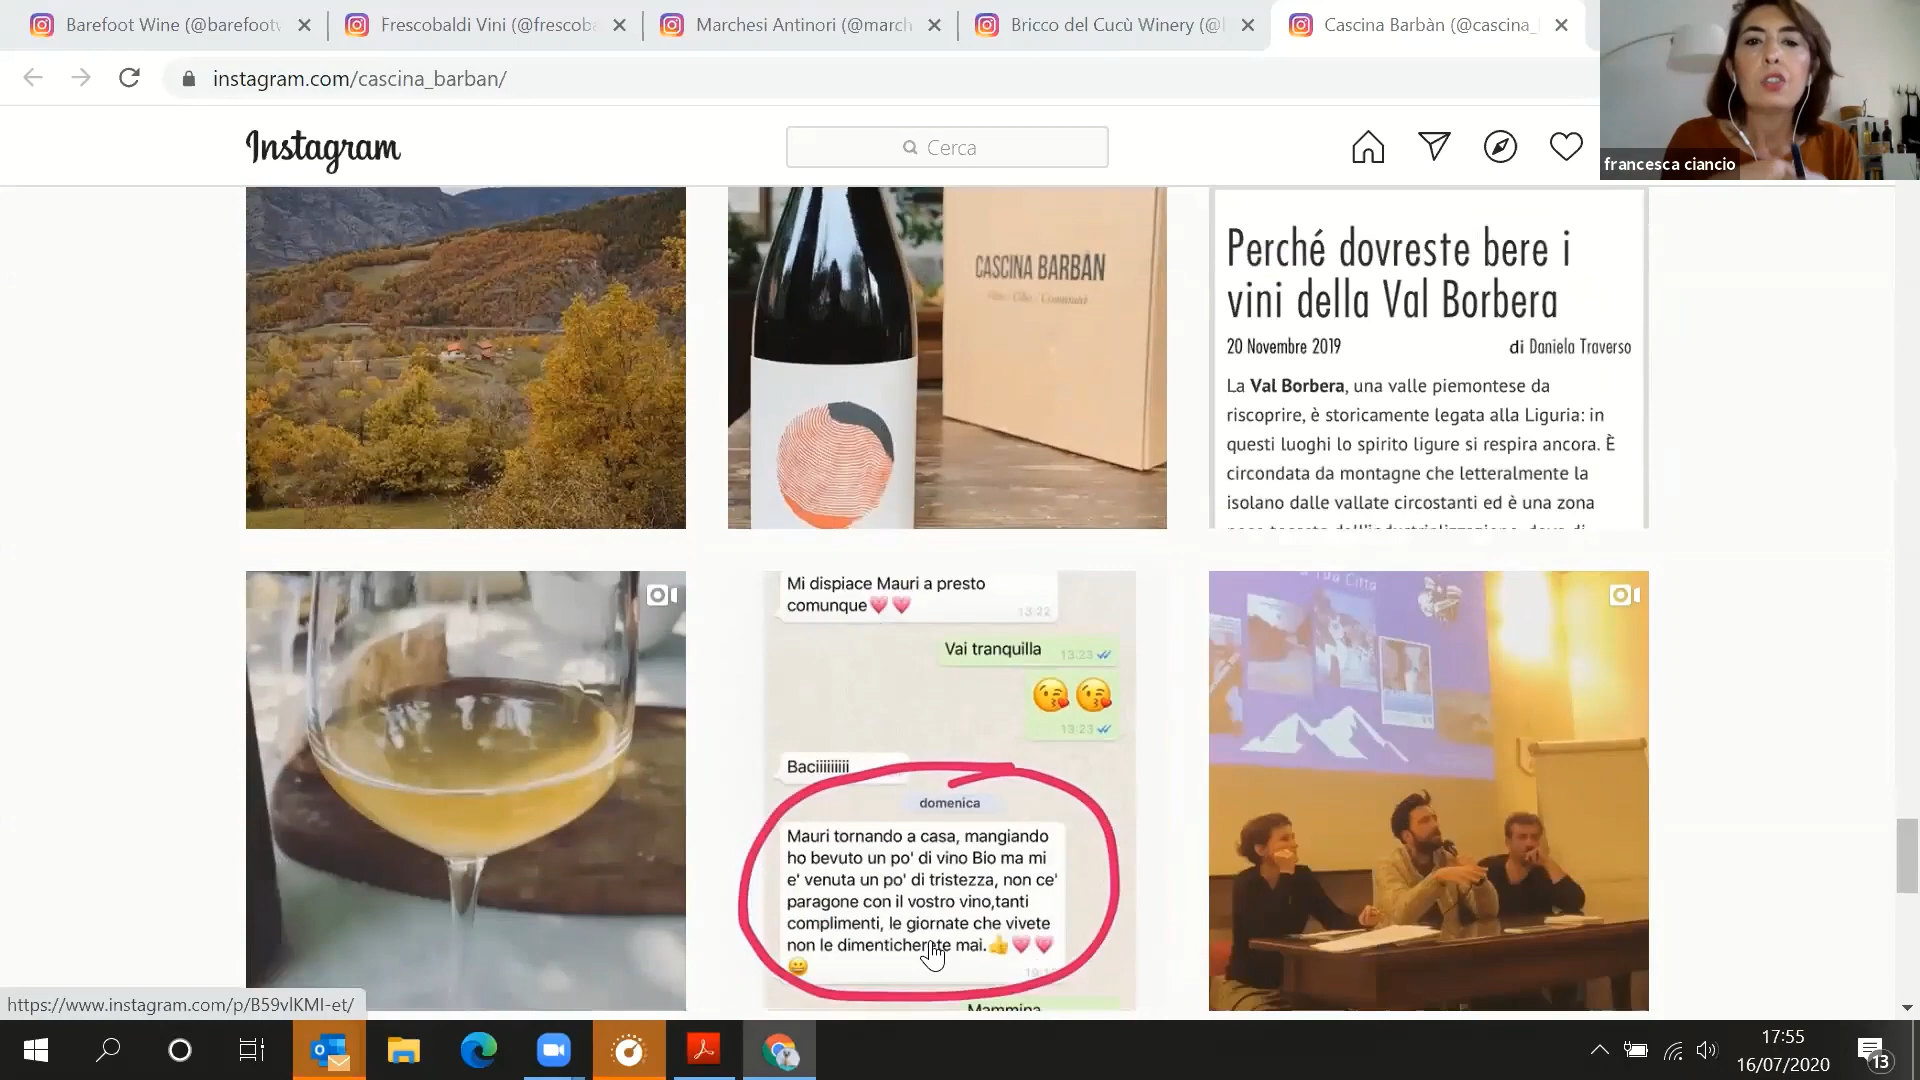 Barefoot Wine (@barefootw
Frescobaldi Vini (@frescoba
Marchesi Antinori (@march
Bricco del Cucù Winery (@
Cascina Barbàn (@cascina_
instagram.com/cascina_barban/
Instagram
Cerca
francesca ciancio
CASCINA BARBÀN
Perché dovreste bere i
vini della Val Borbera
20 Novembre 2019
di Daniela Traverso
La Val Borbera, una valle piemontese da
riscoprire, è storicamente legata alla Liguria: in
questi luoghi lo spirito ligure si respira ancora. È
circondata da montagne che letteralmente la
isolano dalle vallate circostanti ed è una zona
Mi dispiace Mauri a presto
comunque💗💗
13:22
Vai tranquilla
13:23
😘😘
13:23
Baciiiiiiiii
domenica
Mauri tornando a casa, mangiando
ho bevuto un po' di vino Bio ma mi
e' venuta un po' di tristezza, non ce'
paragone con il vostro vino,tanti
complimenti, le giornate che vivete
non le dimenticherete mai.👍💗💗
😀
Mammina
Città
https://www.instagram.com/p/B59vlKMI-et/
17:55
16/07/2020
13